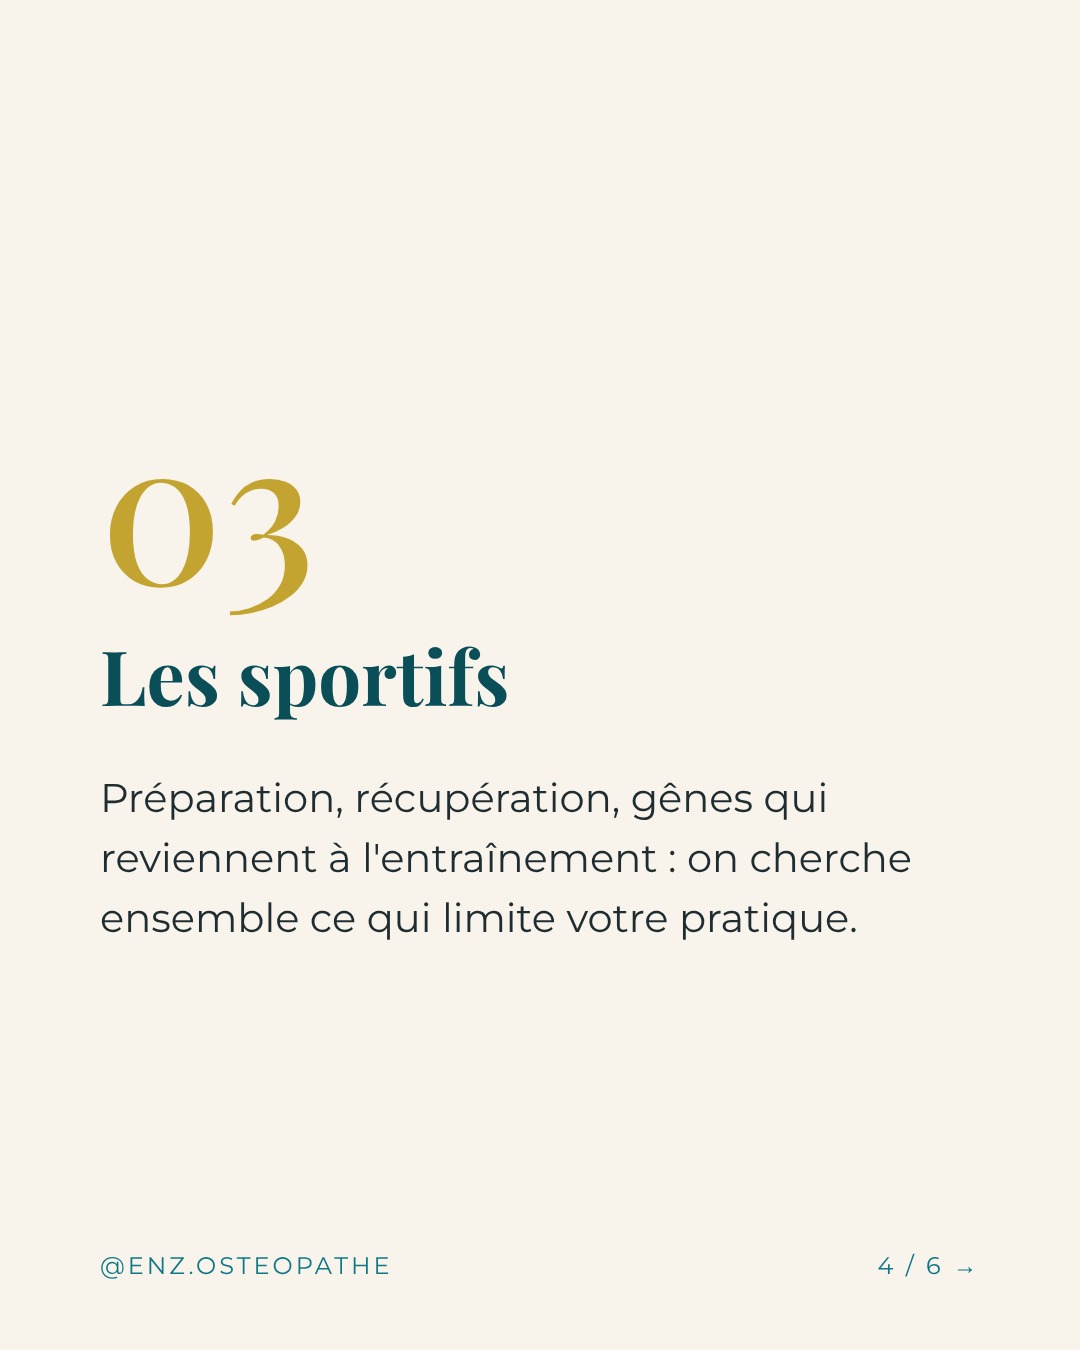 03
Les sportifs
Préparation, récupération, gênes qui
reviennent à l'entraînement : on cherche
ensemble ce qui limite votre pratique.
@ENZ.OSTEOPATHE
4 / 6 →